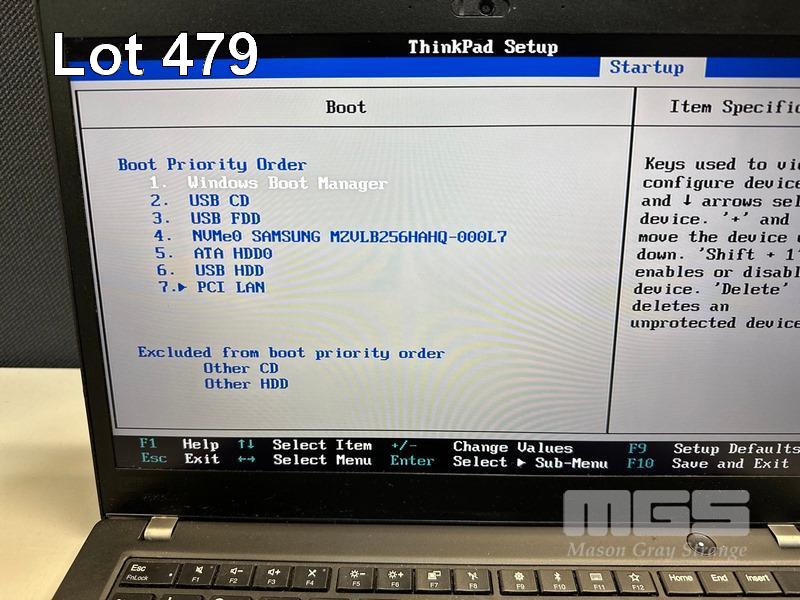 Lot 479
ThinkPad Setup
Startup
Boot
Item Specific
Boot Priority Order
1. Windows Boot Manager
2. USB CD
3. USB FDD
4. NVMe0 SAMSUNG MZVLB256HAHQ-000L7
5. ATA HDD0
6. USB HDD
7. PCI LAN
Excluded from boot priority order
Other CD
Other HDD
Keys used to
configure device
and ↓ arrows
device. '+' and
move the device
down. 'Shift + 1'
enables or
device. 'Delete'
deletes an
unprotected device
F1 Help ↑↓ Select Item +/- Change Values F9 Setup Defaults
Esc Exit ←→ Select Menu Enter Select ▶ Sub-Menu F10 Save and Exit
MGS
Mason Gray Strange
Esc F1 F2 F3 F4 F5 F6 F7 F8 F9 F10 F11 F12 Home End Insert
FnLock